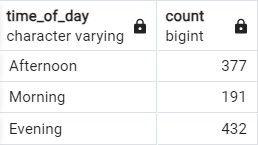 time_of_day count
character varying bigint
Afternoon 377
Morning 191
Evening 432